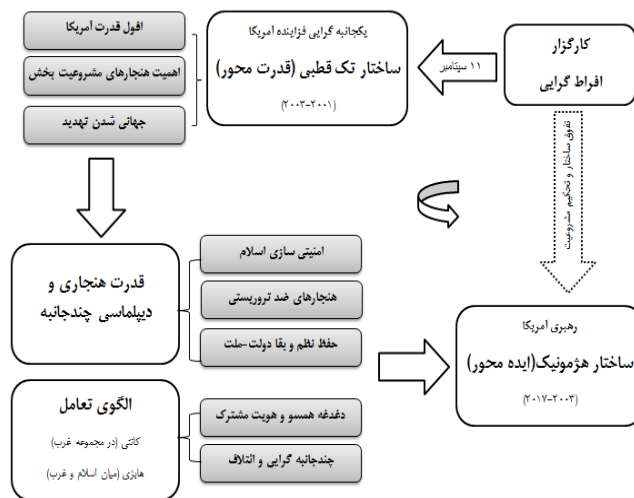 کارگزار
افراط گرایی
۱۱ سپتامبر
یکجانبه گرایی فزاینده آمریکا
ساختار تک قطبی (قدرت محور)
(۲۰۰۱-۲۰۰۳)
افول قدرت آمریکا
اهمیت هنجارهای مشروعیت بخش
جهانی شدن تهدید
تفوق ساختار و تحکیم مشروعیت
قدرت هنجاری و
دیپلماسی چندجانبه
امنیتی سازی اسلام
هنجارهای ضد تروریستی
حفظ نظم و بقا دولت-ملت
رهبری آمریکا
ساختار هژمونیک(ایده محور)
(۲۰۰۳-۲۰۱۷)
الگوی تعامل
کانتی (در مجموعه غرب)
هابزی (میان اسلام و غرب)
دغدغه همسو و هویت مشترک
چندجانبه گرایی و ائتلاف